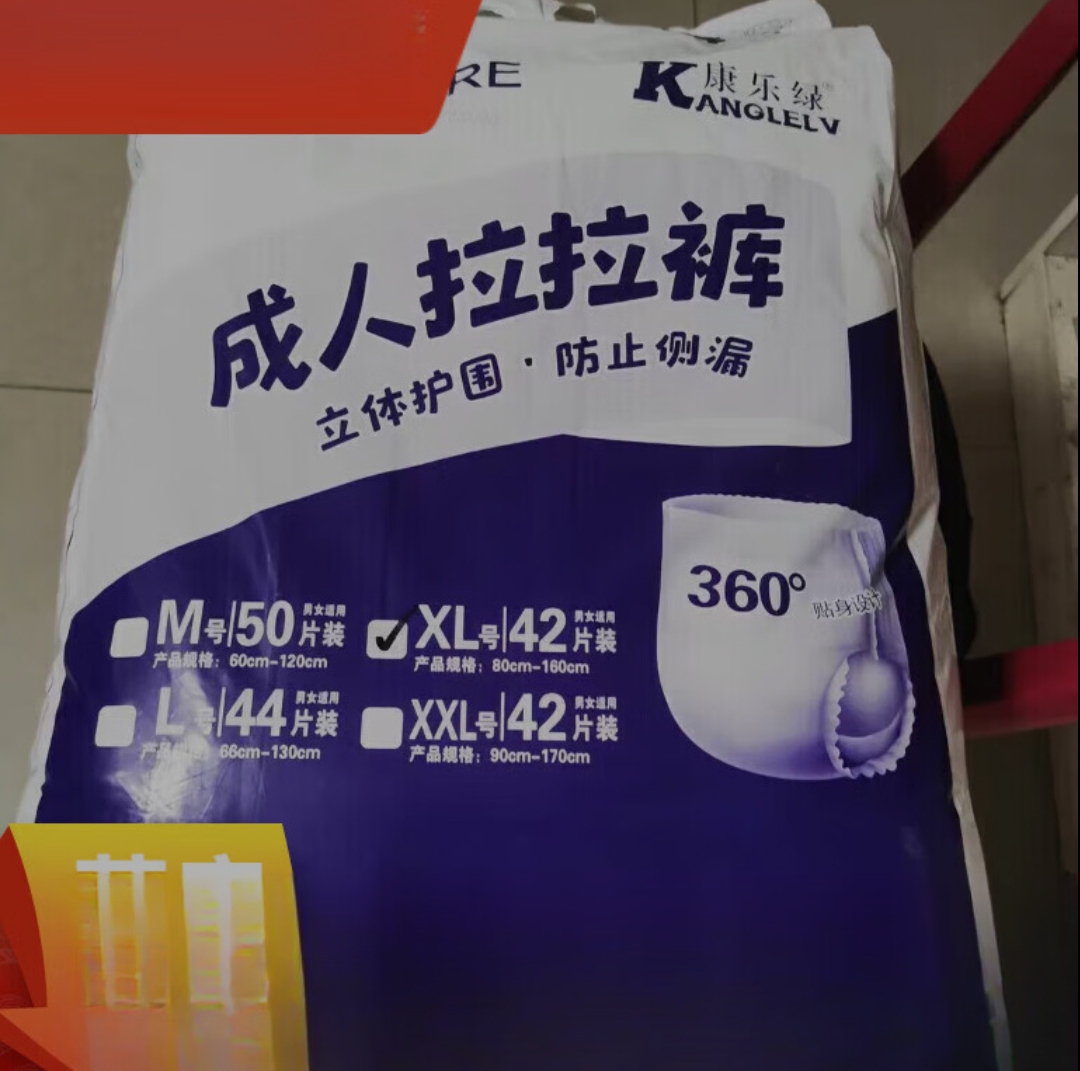 RE
康乐绿
KANGLELV
成人拉拉裤
立体护围·防止侧漏
360°
贴身设计
M号|50片装 男女适用
产品规格：60cm-120cm
✓ XL号|42片装 男女适用
产品规格：80cm-160cm
L号|44片装 男女适用
产品规格：66cm-130cm
XXL号|42片装 男女适用
产品规格：90cm-170cm